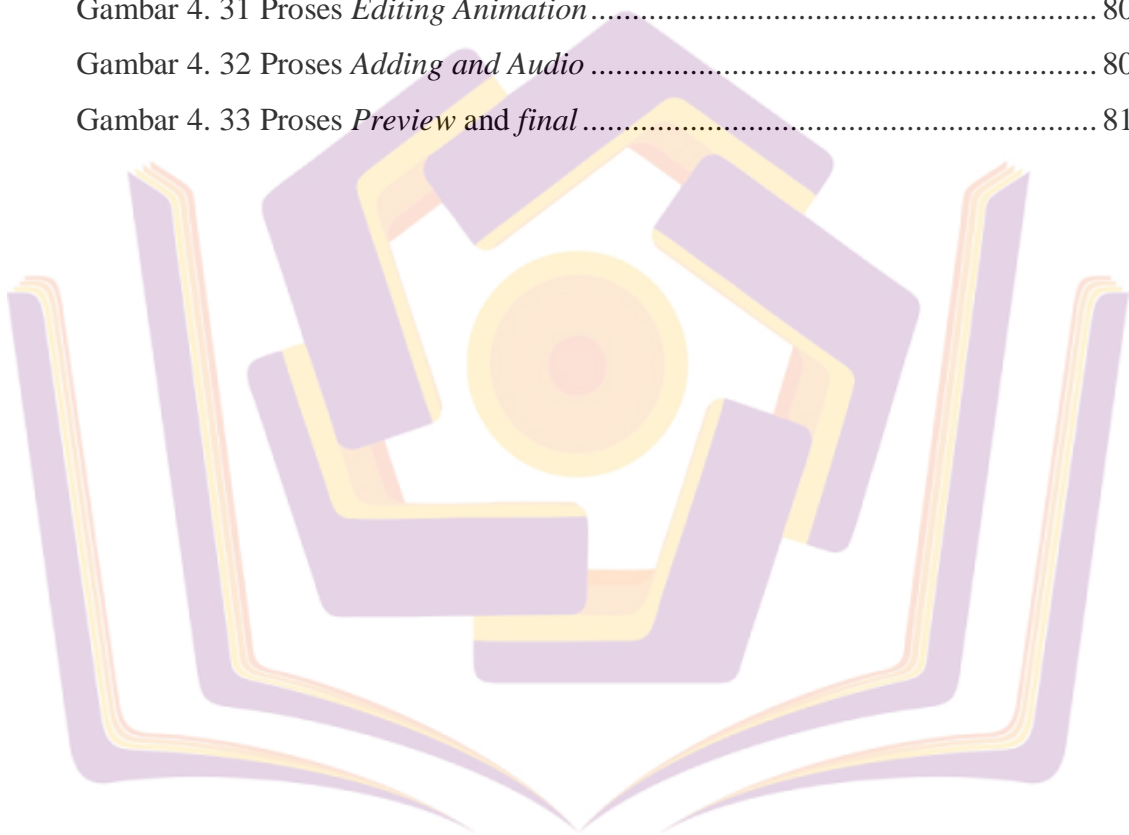 Gambar 4. 31 Proses Editing Animation................................................................ 80
Gambar 4. 32 Proses Adding and Audio ................................................................ 80
Gambar 4. 33 Proses Preview and final ................................................................. 81